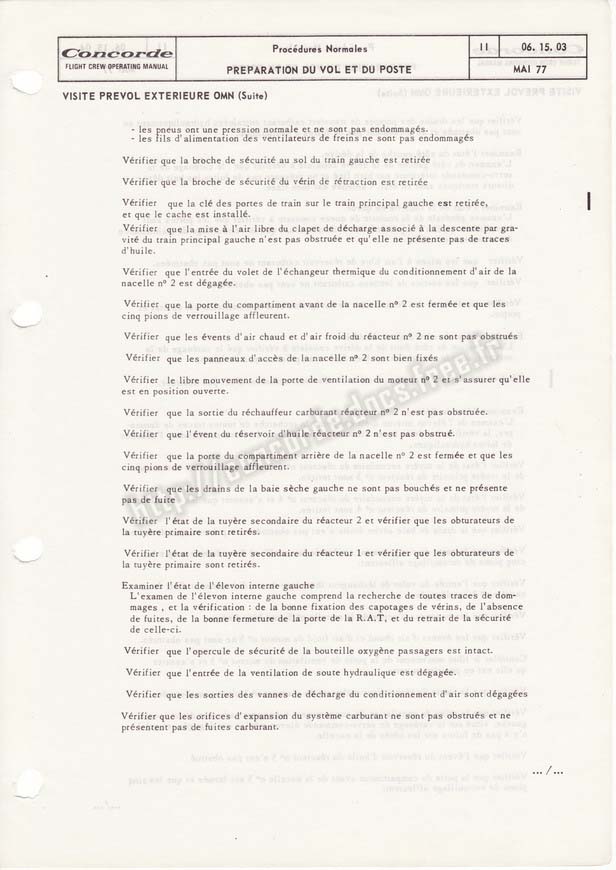 Concorde
FLIGHT CREW OPERATING MANUAL
Procédures Normales
PREPARATION DU VOL ET DU POSTE
11
06. 15. 03
MAI 77
VISITE PREVOL EXTERIEURE OMN (Suite)
- les pneus ont une pression normale et ne sont pas endommagés.
- les fils d'alimentation des ventilateurs de freins ne sont pas endommagés
Vérifier que la broche de sécurité au sol du train gauche est retirée
Vérifier que la broche de sécurité du vérin de rétraction est retirée
Vérifier que la clé des portes de train sur le train principal gauche est retirée,
et que le cache est installé.
Vérifier que la mise à l'air libre du clapet de décharge associé à la descente par gra-
vité du train principal gauche n'est pas obstruée et qu'elle ne présente pas de traces
d'huile.
Vérifier que l'entrée du volet de l'échangeur thermique du conditionnement d'air de la
nacelle n° 2 est dégagée.
Vérifier que la porte du compartiment avant de la nacelle n° 2 est fermée et que les
cinq pions de verrouillage affleurent.
Vérifier que les évents d'air chaud et d'air froid du réacteur n° 2 ne sont pas obstrués
Vérifier que les panneaux d'accès de la nacelle n° 2 sont bien fixés
Vérifier le libre mouvement de la porte de ventilation du moteur n° 2 et s'assurer qu'elle
est en position ouverte.
Vérifier que la sortie du réchauffeur carburant réacteur n° 2 n'est pas obstruée.
Vérifier que l'évent du réservoir d'huile réacteur n° 2 n'est pas obstrué.
Vérifier que la porte du compartiment arrière de la nacelle n° 2 est fermée et que les
cinq pions de verrouillage affleurent.
Vérifier que les drains de la baie sèche gauche ne sont pas bouchés et ne présente
pas de fuite
Vérifier l'état de la tuyère secondaire du réacteur 2 et vérifier que les obturateurs de
la tuyère primaire sont retirés.
Vérifier l'état de la tuyère secondaire du réacteur 1 et vérifier que les obturateurs de
la tuyère primaire sont retirés.
Examiner l'état de l'élevon interne gauche
L'examen de l'élevon interne gauche comprend la recherche de toutes traces de dom-
mages , et la vérification : de la bonne fixation des capotages de vérins, de l'absence
de fuites, de la bonne fermeture de la porte de la R.A.T, et du retrait de la sécurité
de celle-ci.
Vérifier que l'opercule de sécurité de la bouteille oxygène passagers est intact.
Vérifier que l'entrée de la ventilation de soute hydraulique est dégagée.
Vérifier que les sorties des vannes de décharge du conditionnement d'air sont dégagées
Vérifier que les orifices d'expansion du système carburant ne sont pas obstrués et ne
présentent pas de fuites carburant.
... / ...
http://concorde.docs.free.fr